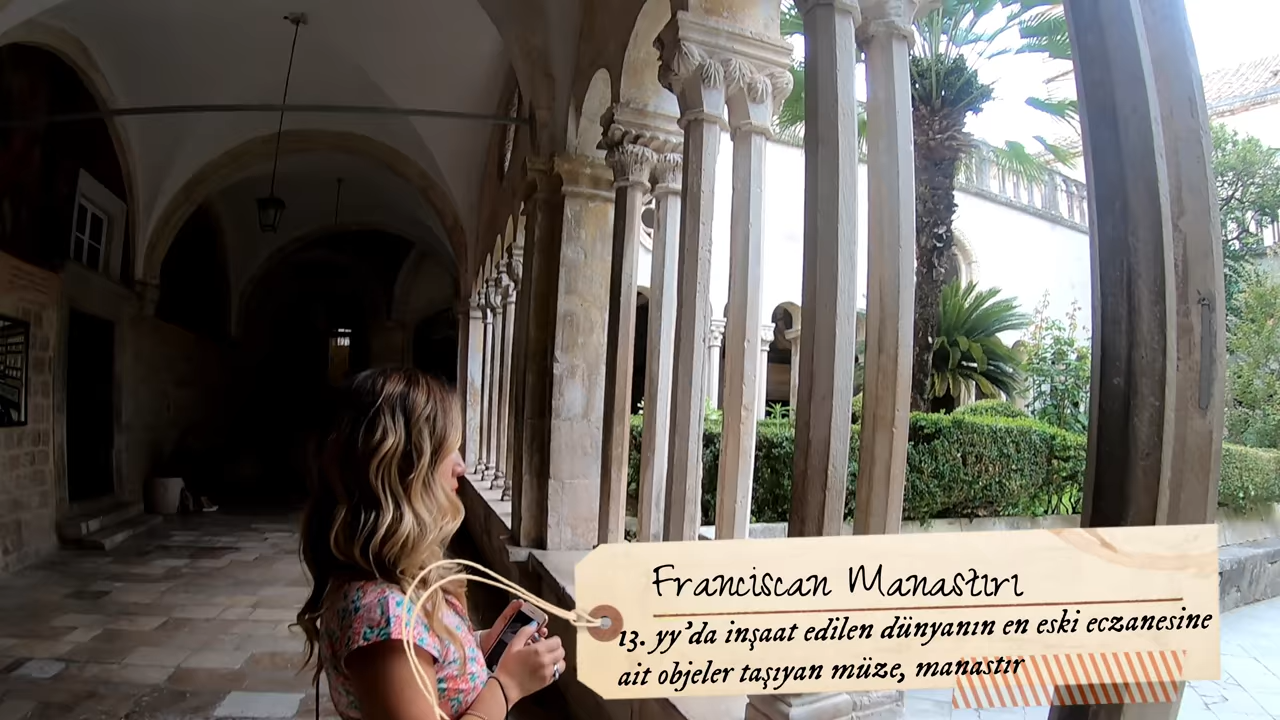 Franciscan Manastırı
13. yy'da inşaat edilen dünyanın en eski eczanesine
ait objeler taşıyan müze, manastır